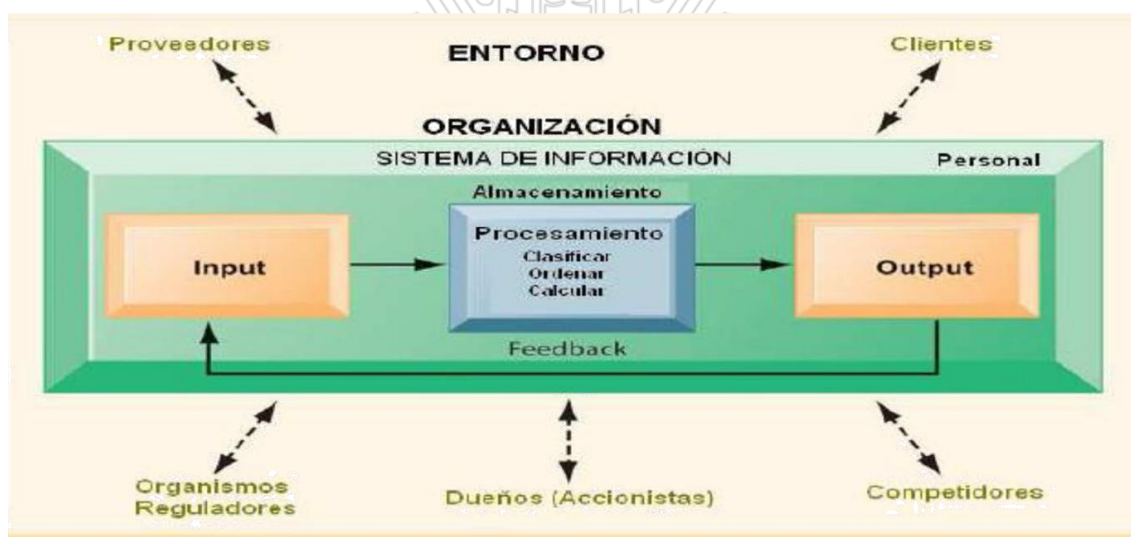 Proveedores
ENTORNO
Clientes
ORGANIZACIÓN
SISTEMA DE INFORMACIÓN
Personal
Almacenamiento
Input
Procesamiento
Clasificar
Ordenar
Calcular
Output
Feedback
Organismos
Reguladores
Dueños (Accionistas)
Competidores